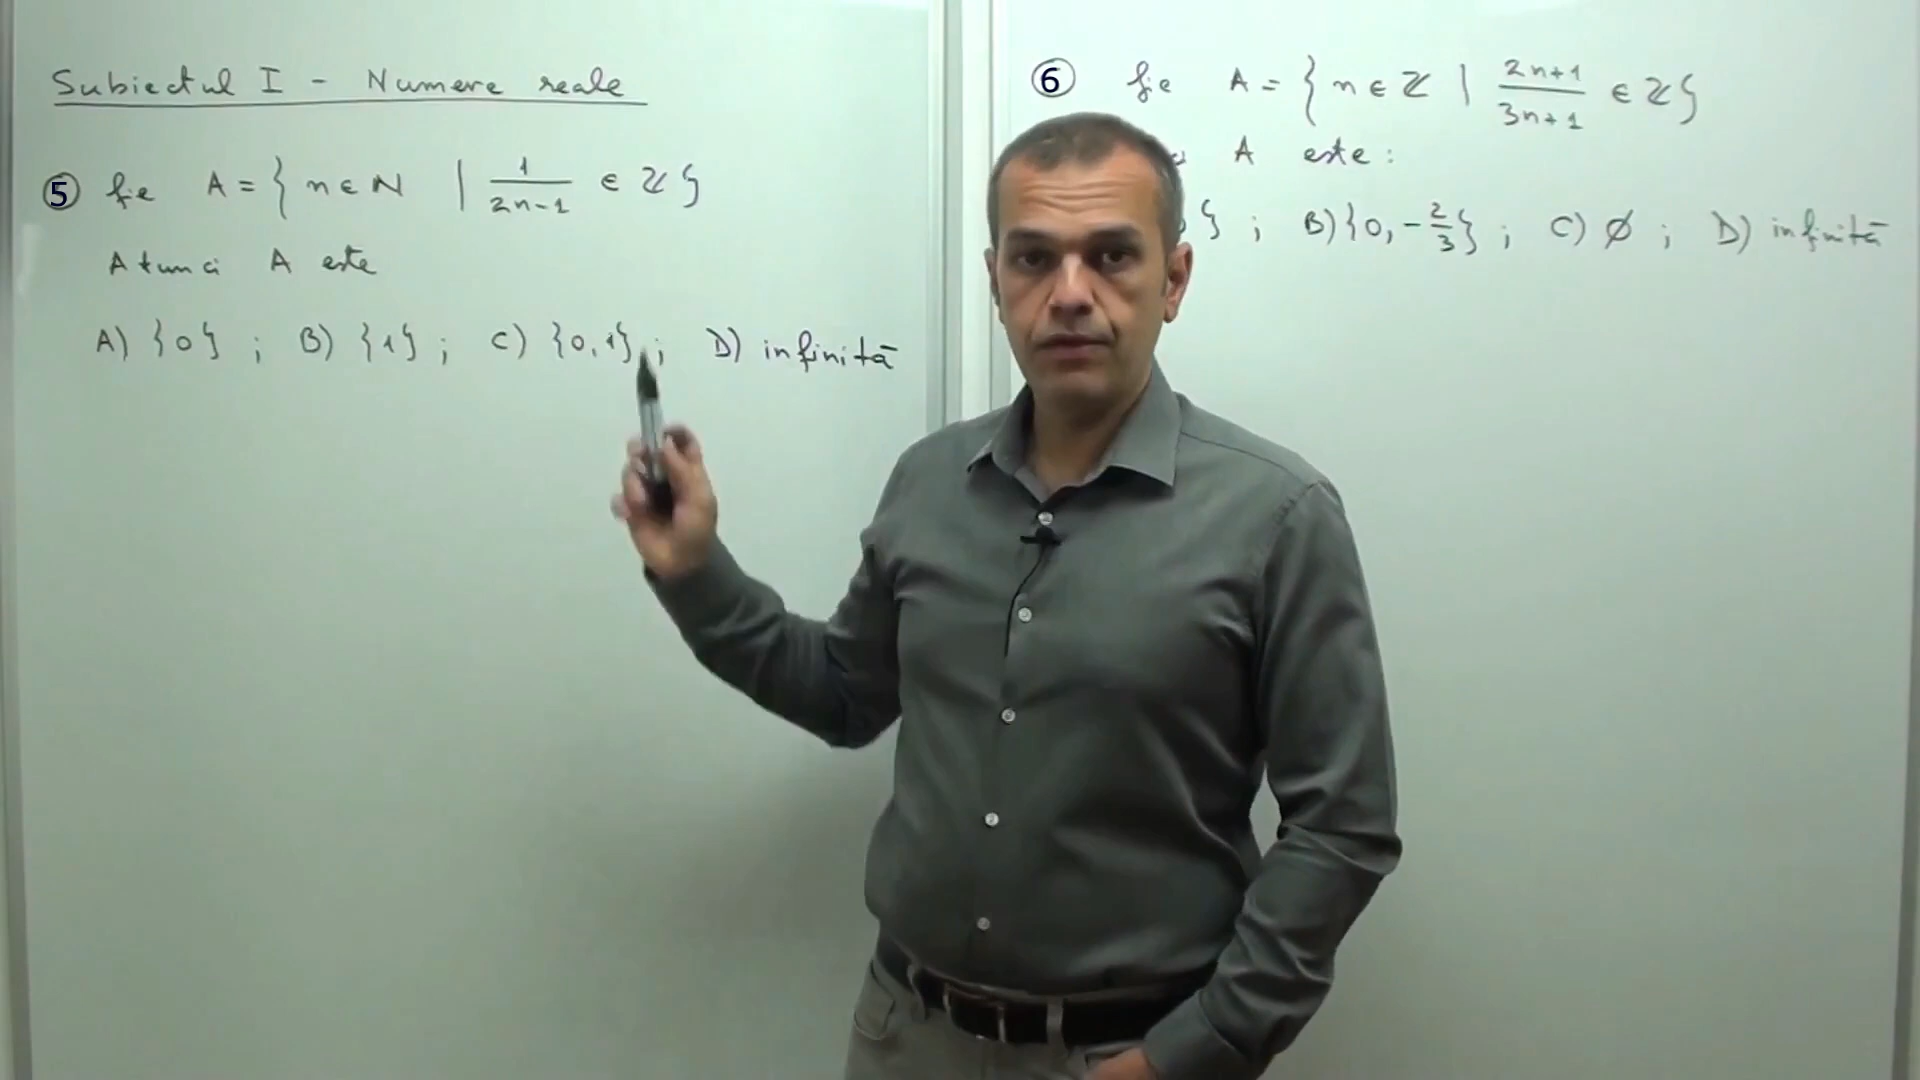 Subiectul I - Numere reale
5 fie A = { n ∈ N | 1/(2n-1) ∈ Z }
Atunci A este
A) {0} ; B) {1} ; C) {0,1} ; D) infinită
6 fie A = { n ∈ Z | (2n+1)/(3n+1) ∈ Z }
A este:
} ; B) {0, -2/3} ; C) ∅ ; D) infinită